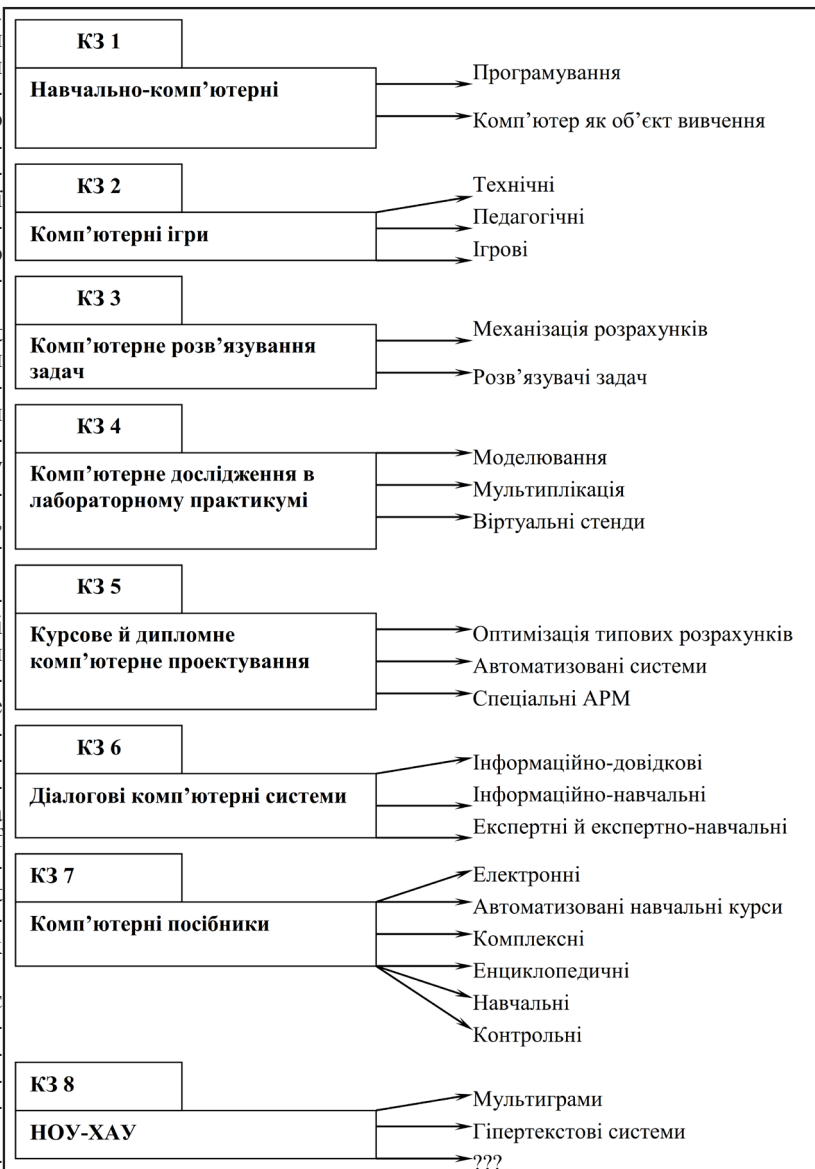 КЗ 1
Навчально-комп’ютерні
Програмування
Комп’ютер як об’єкт вивчення
КЗ 2
Комп’ютерні ігри
Технічні
Педагогічні
Ігрові
КЗ 3
Комп’ютерне розв’язування
задач
Механізація розрахунків
Розв’язувачі задач
КЗ 4
Комп’ютерне дослідження в
лабораторному практикумі
Моделювання
Мультиплікація
Віртуальні стенди
КЗ 5
Курсове й дипломне
комп’ютерне проектування
Оптимізація типових розрахунків
Автоматизовані системи
Спеціальні АРМ
КЗ 6
Діалогові комп’ютерні системи
Інформаційно-довідкові
Інформаційно-навчальні
Експертні й експертно-навчальні
КЗ 7
Комп’ютерні посібники
Електронні
Автоматизовані навчальні курси
Комплексні
Енциклопедичні
Навчальні
Контрольні
КЗ 8
НОУ-ХАУ
Мультиграми
Гіпертекстові системи
???